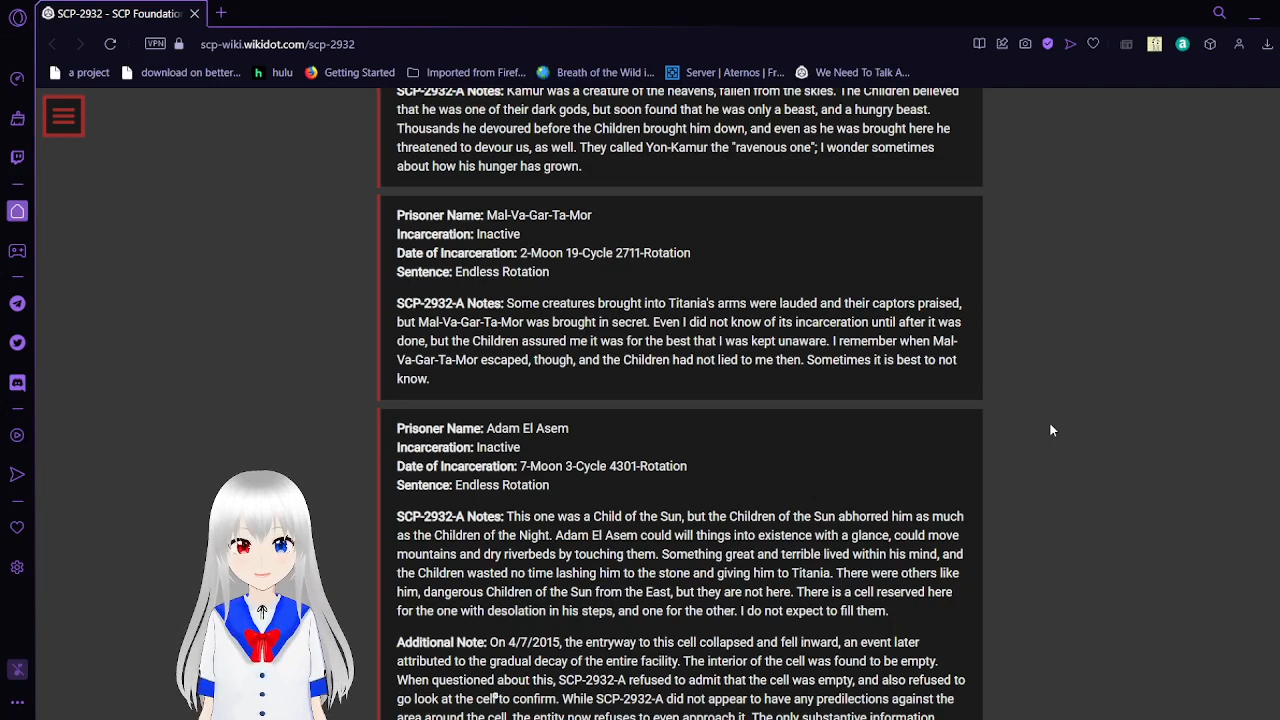 SCP-2932 - SCP Foundatio
VPN
scp-wiki.wikidot.com/scp-2932
a project
download on better...
hulu
Getting Started
Imported from Firef...
Breath of the Wild i...
Server | Aternos | Fr...
We Need To Talk A...
SCP-2932-A Notes: Kamur was a creature of the heavens, fallen from the skies. The Children believed
that he was one of their dark gods, but soon found that he was only a beast, and a hungry beast.
Thousands he devoured before the Children brought him down, and even as he was brought here he
threatened to devour us, as well. They called Yon-Kamur the "ravenous one"; I wonder sometimes
about how his hunger has grown.
Prisoner Name: Mal-Va-Gar-Ta-Mor
Incarceration: Inactive
Date of Incarceration: 2-Moon 19-Cycle 2711-Rotation
Sentence: Endless Rotation
SCP-2932-A Notes: Some creatures brought into Titania's arms were lauded and their captors praised,
but Mal-Va-Gar-Ta-Mor was brought in secret. Even I did not know of its incarceration until after it was
done, but the Children assured me it was for the best that I was kept unaware. I remember when Mal-
Va-Gar-Ta-Mor escaped, though, and the Children had not lied to me then. Sometimes it is best to not
know.
Prisoner Name: Adam El Asem
Incarceration: Inactive
Date of Incarceration: 7-Moon 3-Cycle 4301-Rotation
Sentence: Endless Rotation
SCP-2932-A Notes: This one was a Child of the Sun, but the Children of the Sun abhorred him as much
as the Children of the Night. Adam El Asem could will things into existence with a glance, could move
mountains and dry riverbeds by touching them. Something great and terrible lived within his mind, and
the Children wasted no time lashing him to the stone and giving him to Titania. There were others like
him, dangerous Children of the Sun from the East, but they are not here. There is a cell reserved here
for the one with desolation in his steps, and one for the other. I do not expect to fill them.
Additional Note: On 4/7/2015, the entryway to this cell collapsed and fell inward, an event later
attributed to the gradual decay of the entire facility. The interior of the cell was found to be empty.
When questioned about this, SCP-2932-A refused to admit that the cell was empty, and also refused to
go look at the cell to confirm. While SCP-2932-A did not appear to have any predilections against the
area around the cell, the entity now refuses to even approach it. The only substantive information